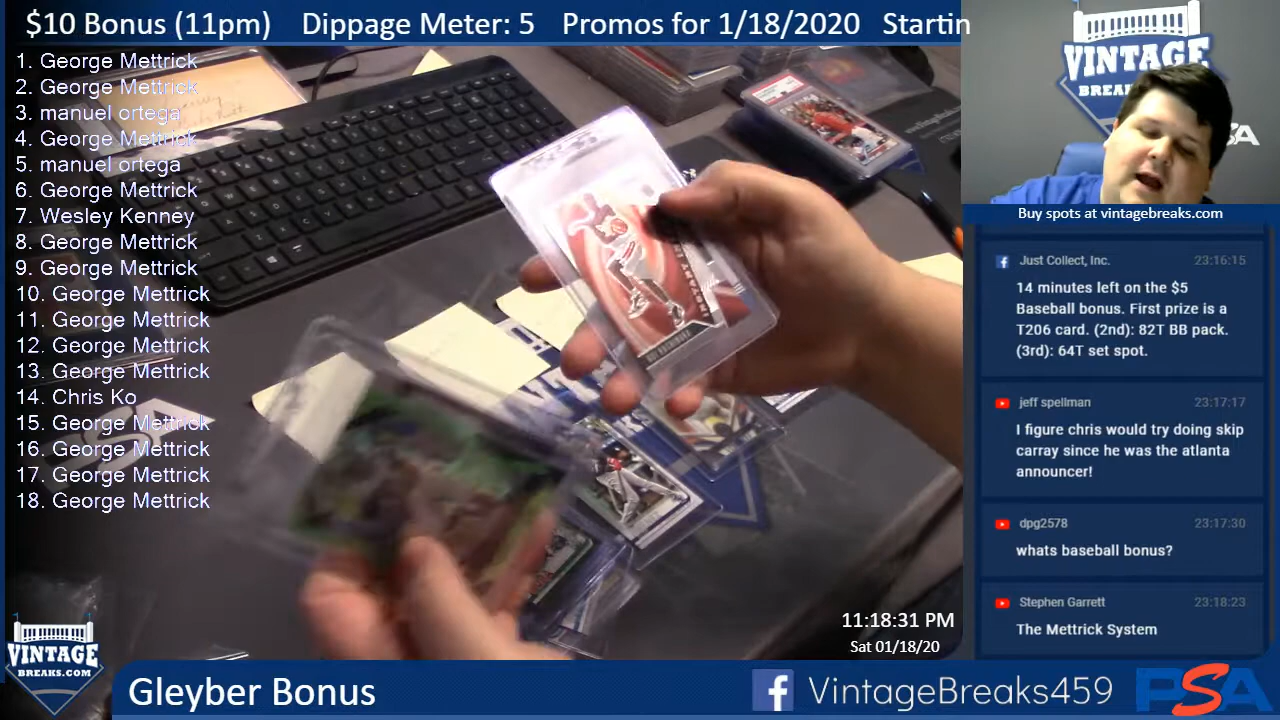 $10 Bonus (11pm) Dippage Meter: 5 Promos for 1/18/2020 Startin
1. George Mettrick
2. George Mettrick
3. manuel ortega
4. George Mettrick
5. manuel ortega
6. George Mettrick
7. Wesley Kenney
8. George Mettrick
9. George Mettrick
10. George Mettrick
11. George Mettrick
12. George Mettrick
13. George Mettrick
14. Chris Ko
15. George Mettrick
16. George Mettrick
17. George Mettrick
18. George Mettrick
VINTAGE
BREA
SA
Buy spots at vintagebreaks.com
Just Collect, Inc. 23:16:15
14 minutes left on the $5
Baseball bonus. First prize is a
T206 card. (2nd): 82T BB pack.
(3rd): 64T set spot.
jeff spellman 23:17:17
I figure chris would try doing skip
carray since he was the atlanta
announcer!
dpg2578 23:17:30
whats baseball bonus?
Stephen Garrett 23:18:23
The Mettrick System
11:18:31 PM
Sat 01/18/20
VINTAGE
BREAKS.COM
Gleyber Bonus
VintageBreaks459
PSA